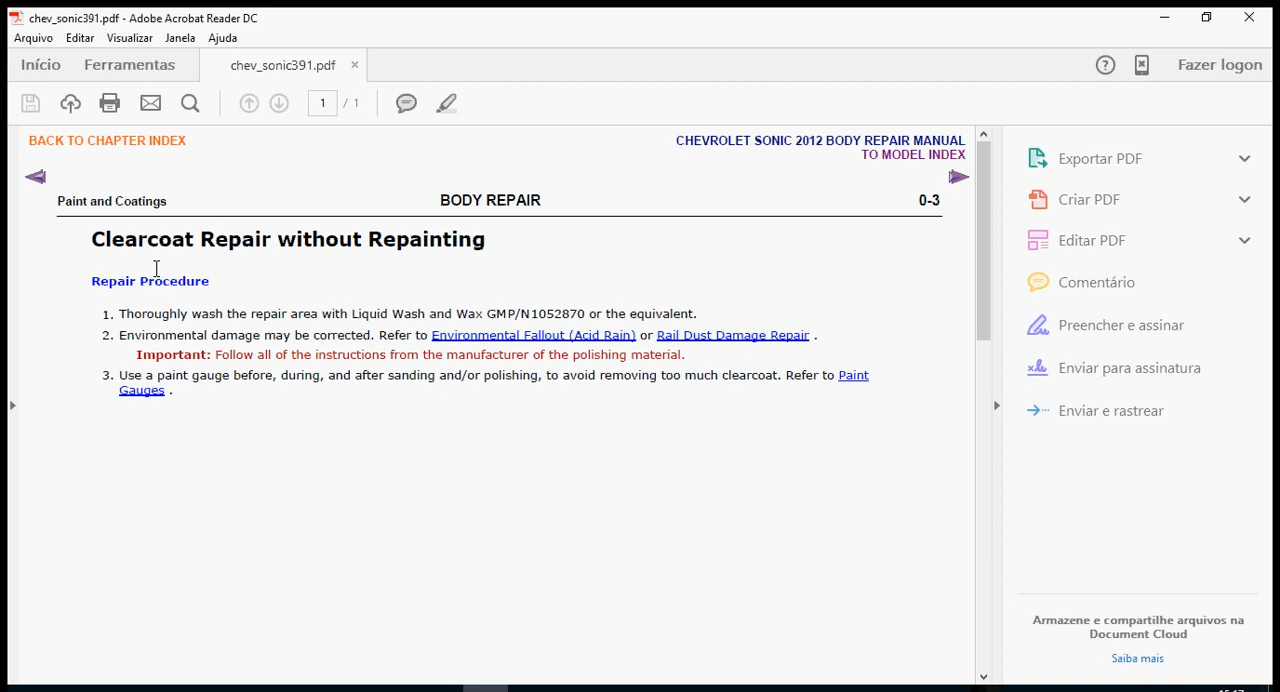 chev_sonic391.pdf - Adobe Acrobat Reader DC
Arquivo Editar Visualizar Janela Ajuda
Início Ferramentas chev_sonic391.pdf × Fazer logon
1 / 1
BACK TO CHAPTER INDEX
CHEVROLET SONIC 2012 BODY REPAIR MANUAL
TO MODEL INDEX
Paint and Coatings BODY REPAIR 0-3
Clearcoat Repair without Repainting
Repair Procedure
1. Thoroughly wash the repair area with Liquid Wash and Wax GMP/N1052870 or the equivalent.
2. Environmental damage may be corrected. Refer to Environmental Fallout (Acid Rain) or Rail Dust Damage Repair .
Important: Follow all of the instructions from the manufacturer of the polishing material.
3. Use a paint gauge before, during, and after sanding and/or polishing, to avoid removing too much clearcoat. Refer to Paint
Gauges .
Exportar PDF
Criar PDF
Editar PDF
Comentário
Preencher e assinar
Enviar para assinatura
Enviar e rastrear
Armazene e compartilhe arquivos na
Document Cloud
Saiba mais